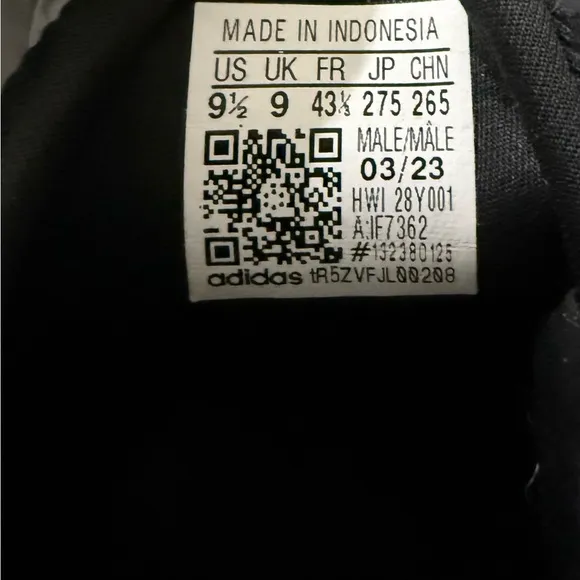 MADE IN INDONESIA
US UK FR JP CHN
9½ 9 43⅓ 275 265
MALE/MÂLE
03/23
HWI 28Y001
A:IF7362
#132380125
adidas tR5ZVFJL00208